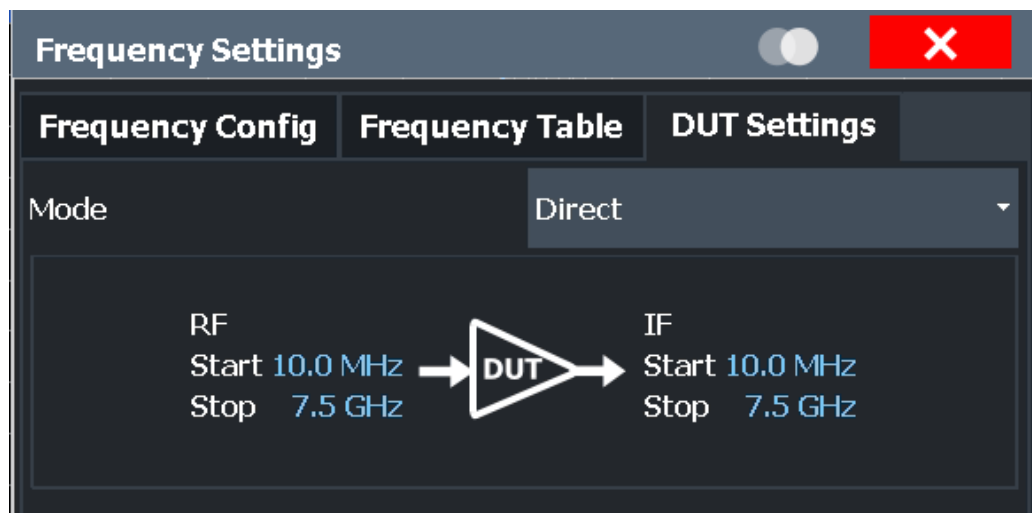 Frequency Settings
Frequency Config Frequency Table DUT Settings
Mode Direct
RF IF
Start 10.0 MHz DUT Start 10.0 MHz
Stop 7.5 GHz Stop 7.5 GHz